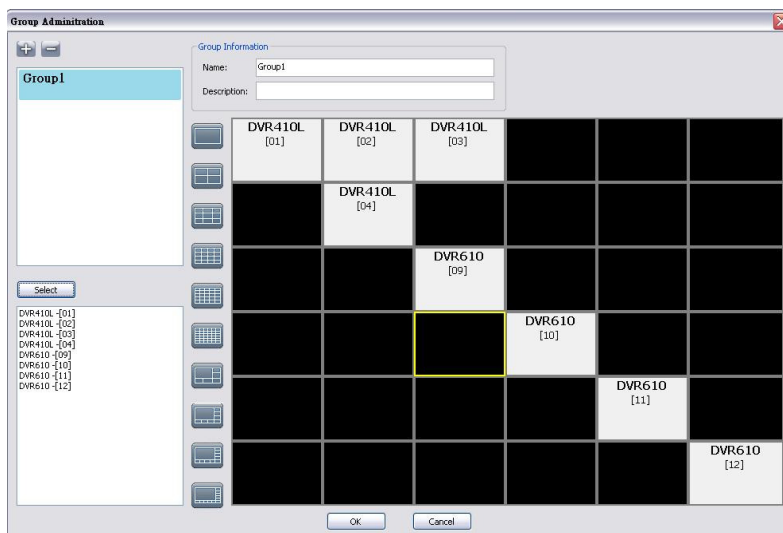 Group Adminitration
Group Information
Name: Group1
Description:
Group1
DVR410L DVR410L DVR410L
[01] [02] [03]
DVR410L
[04]
DVR610
[09]
DVR610
[10]
DVR610
[11]
DVR610
[12]
Select
DVR410L -[01]
DVR410L -[02]
DVR410L -[03]
DVR410L -[04]
DVR610 -[09]
DVR610 -[10]
DVR610 -[11]
DVR610 -[12]
OK Cancel